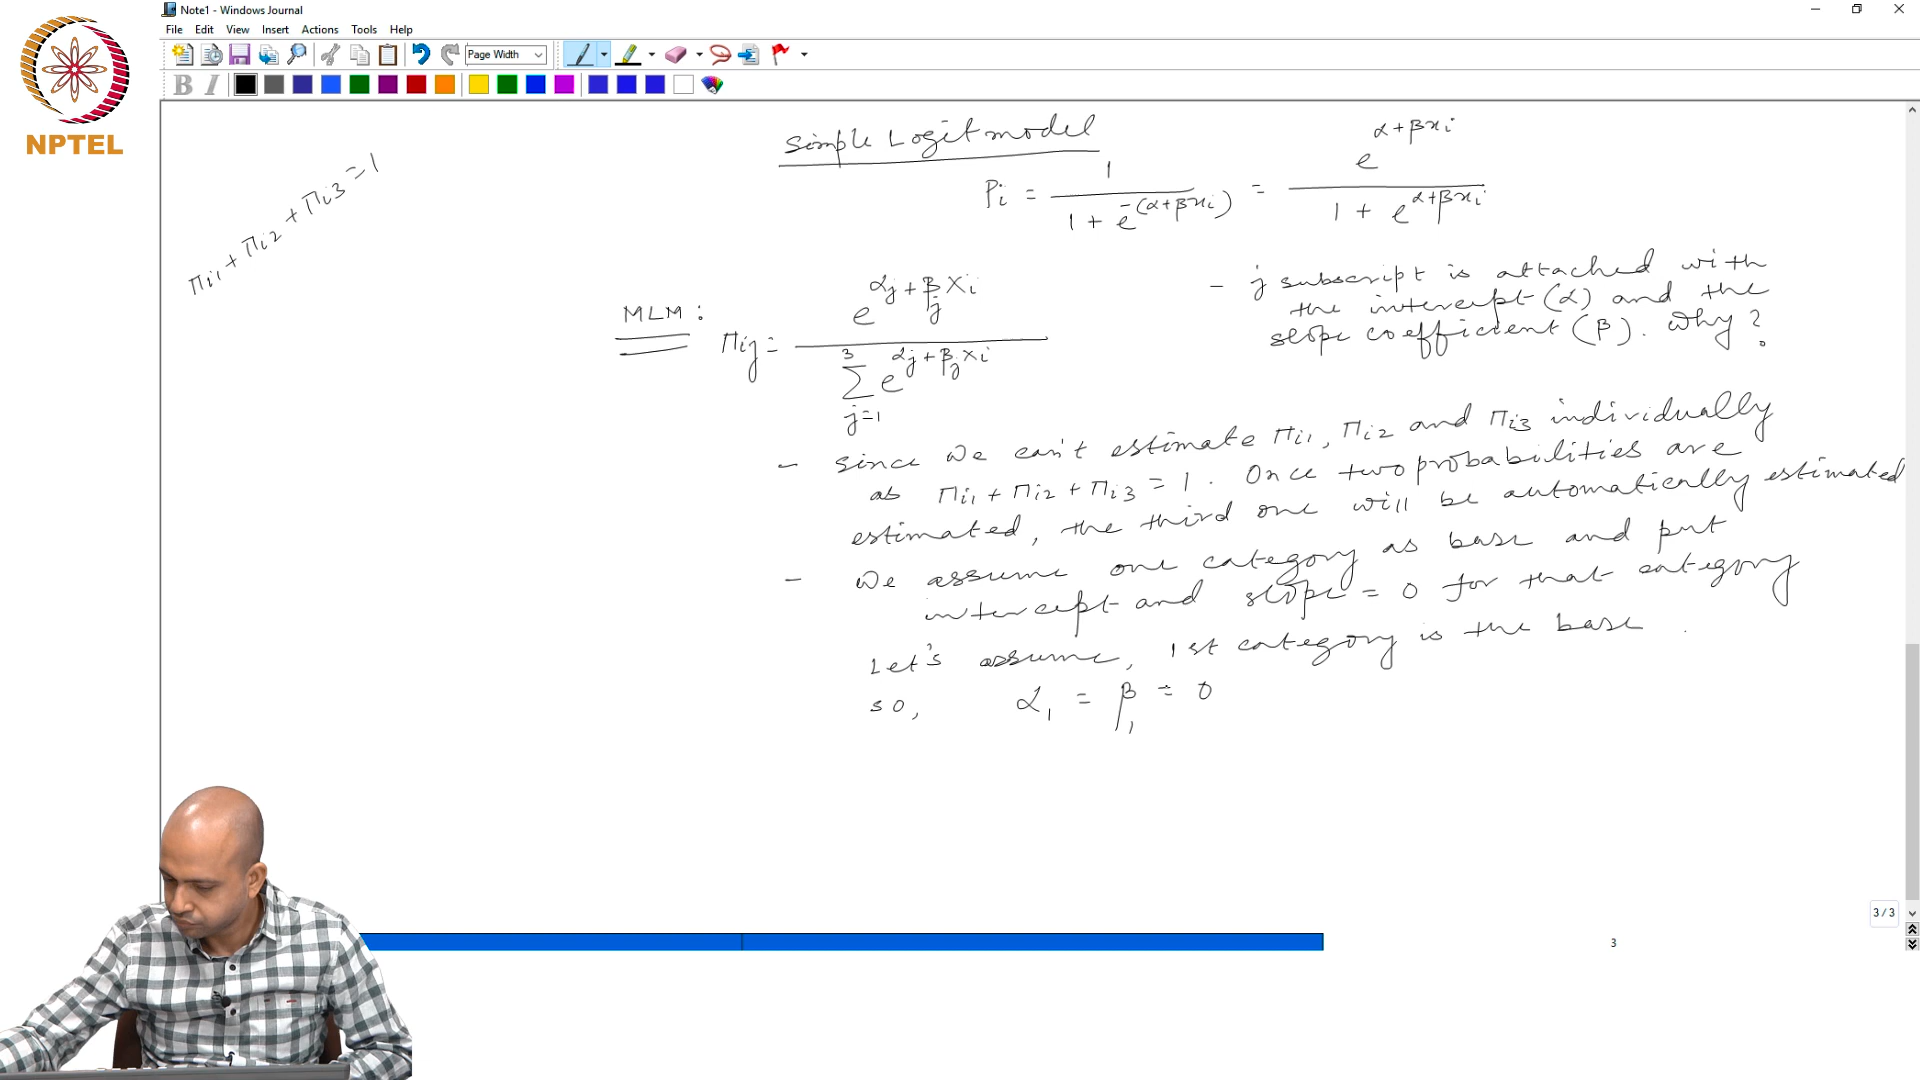 Note1 - Windows Journal
File Edit View Insert Actions Tools Help
Page Width
B I
NPTEL
Simple Logit model
Pi = 1 / (1 + e^-(α+βxi)) = e^(α+βxi) / (1 + e^(α+βxi))
Πi1 + Πi2 + Πi3 = 1
MLM : Πij = e^(αj+βjXi) / Σ_{j=1}^{3} e^(αj+βjXi)
- j subscript is attached with
the intercept (α) and the
slope coefficient (β). Why?
- Since we can't estimate Πi1, Πi2 and Πi3 individually
as Πi1 + Πi2 + Πi3 = 1. Once two probabilities are
estimated, the third one will be automatically estimated
- We assume one category as base and put
intercept and slope = 0 for that category
Let's assume, 1st category is the base.
so, α1 = β1 = 0
3/3
3